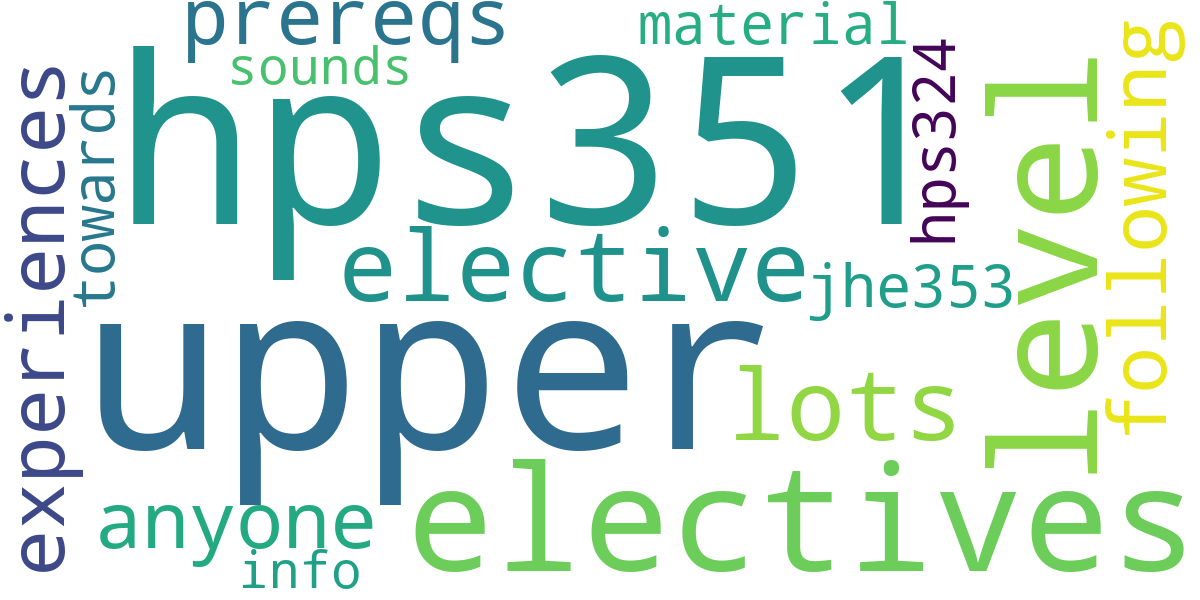 prereqs
material
sounds
hps351
hps324
level
following
experiences
towards
elective
jhe353
upper
lots
electives
anyone
info